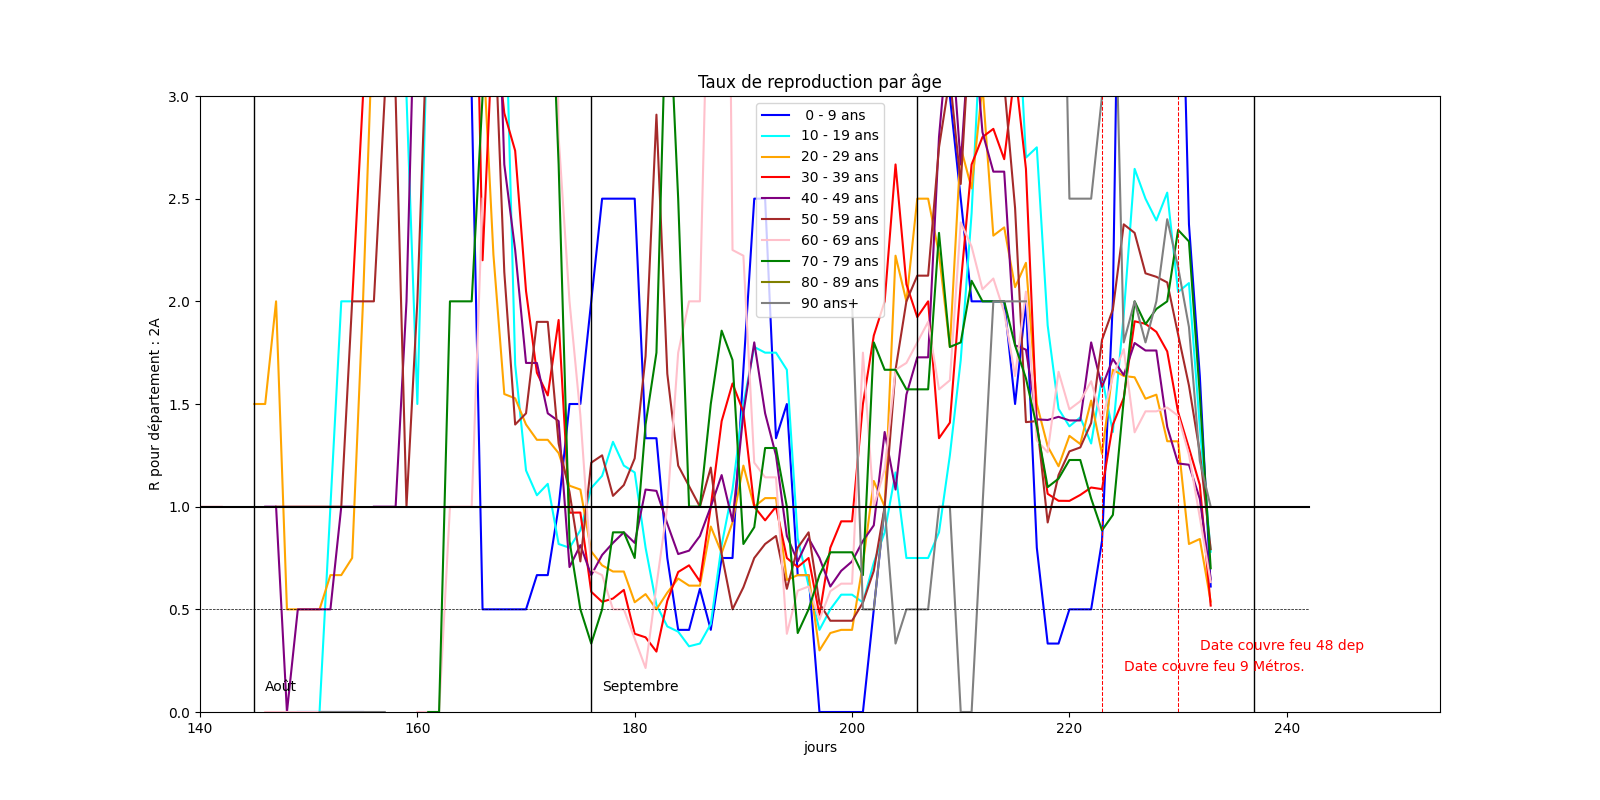 Taux de reproduction par âge
R pour département : 2A
3.0
2.5
2.0
1.5
1.0
0.5
0.0
0 - 9 ans
10 - 19 ans
20 - 29 ans
30 - 39 ans
40 - 49 ans
50 - 59 ans
60 - 69 ans
70 - 79 ans
80 - 89 ans
90 ans+
Date couvre feu 48 dep
Date couvre feu 9 Métros.
Août
Septembre
140
160
180
200
220
240
jours